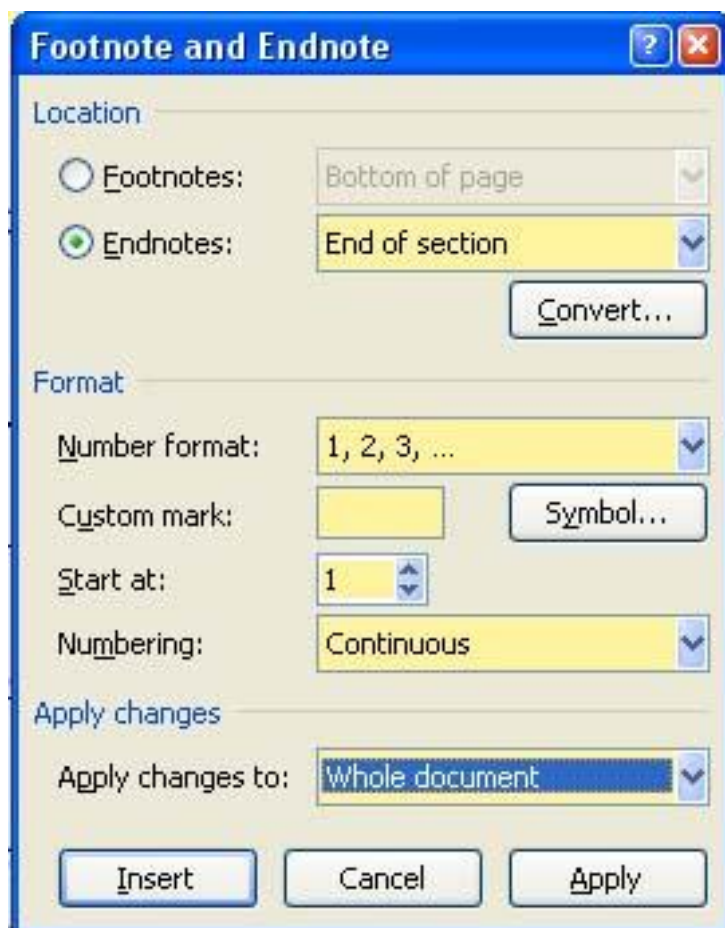 Footnote and Endnote
Location
Footnotes: Bottom of page
Endnotes: End of section
Convert...
Format
Number format: 1, 2, 3, ...
Custom mark: Symbol...
Start at: 1
Numbering: Continuous
Apply changes
Apply changes to: Whole document
Insert Cancel Apply